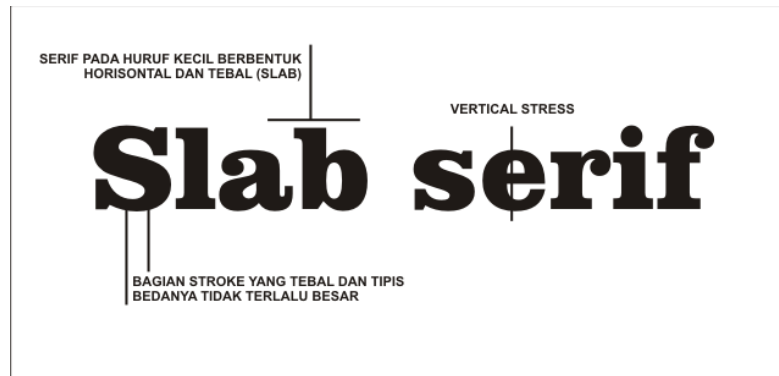 SERIF PADA HURUF KECIL BERBENTUK
HORISONTAL DAN TEBAL (SLAB)
VERTICAL STRESS
Slab serif
BAGIAN STROKE YANG TEBAL DAN TIPIS
BEDANYA TIDAK TERLALU BESAR